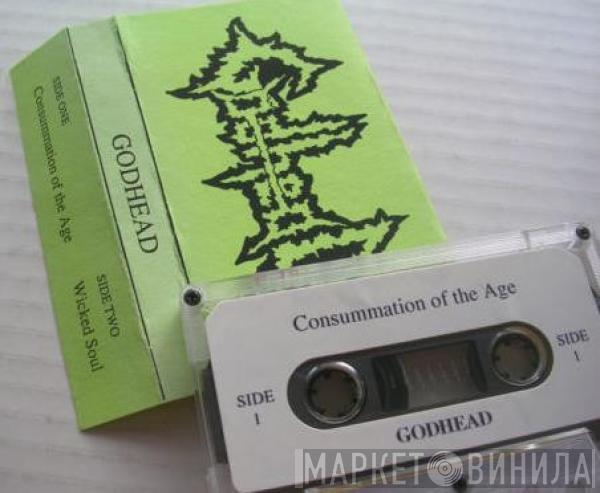 SIDE ONE
Consummation of the Age
SIDE TWO
Wicked Soul
GODHEAD
Consummation of the Age
SIDE
1
SIDE
1
GODHEAD
МАРКЕТ ВИНИЛА